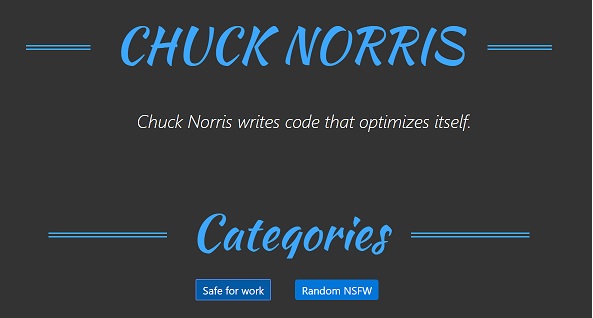 CHUCK NORRIS
Chuck Norris writes code that optimizes itself.
Categories
Safe for work
Random NSFW